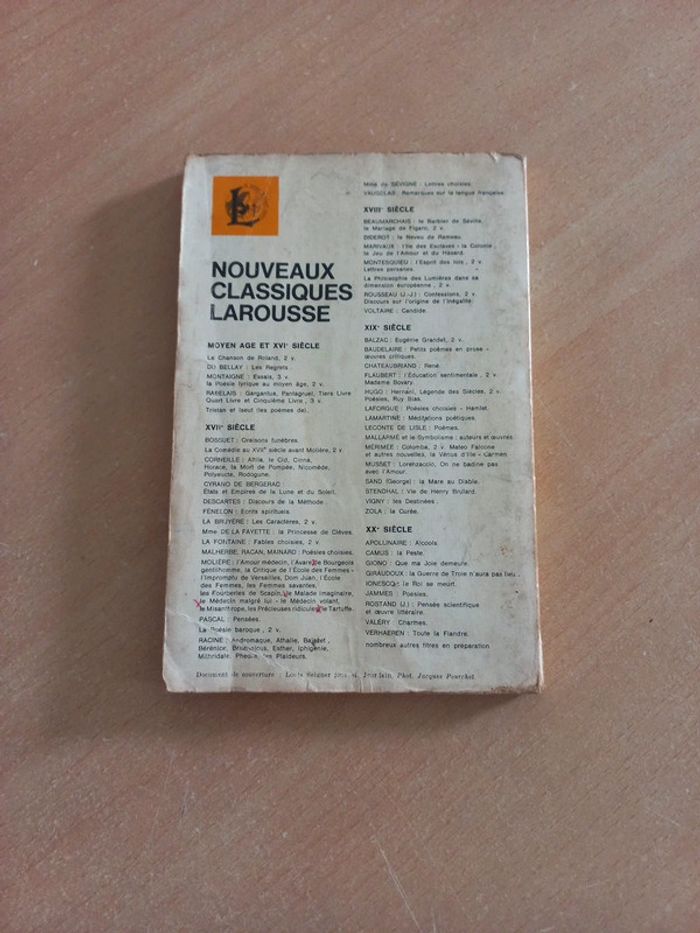 NOUVEAUX
CLASSIQUES
LAROUSSE
MOYEN AGE ET XVIe SIÈCLE
La Chanson de Roland, 2 v.
DU BELLAY : Les Regrets.
MONTAIGNE : Essais, 3 v.
la Poésie lyrique au moyen âge, 2 v.
RABELAIS : Gargantua, Pantagruel, Tiers Livre
Quart Livre et Cinquième Livre, 3 v.
Tristan et Iseut (les poèmes de).
XVIIe SIÈCLE
BOSSUET : Oraisons funèbres.
La Comédie au XVIIe siècle avant Molière, 2 v.
CORNEILLE : Attila, le Cid, Cinna,
Horace, la Mort de Pompée, Nicomède,
Polyeucte, Rodogune.
CYRANO DE BERGERAC :
États et Empires de la Lune et du Soleil.
DESCARTES : Discours de la Méthode.
FÉNELON : Écrits spirituels.
LA BRUYÈRE : Les Caractères, 2 v.
Mme DE LA FAYETTE : la Princesse de Clèves.
LA FONTAINE : Fables choisies, 2 v.
MALHERBE, RACAN, MAINARD : Poésies choisies.
MOLIÈRE : l'Amour médecin, l'Avare, le Bourgeois
gentilhomme, la Critique de l'École des Femmes -
l'Impromptu de Versailles, Dom Juan, l'École
des Femmes, les Femmes savantes,
les Fourberies de Scapin, le Malade imaginaire,
le Médecin malgré lui - le Médecin volant,
le Misanthrope, les Précieuses ridicules, le Tartuffe.
PASCAL : Pensées.
La Poésie baroque, 2 v.
RACINE : Andromaque, Athalie, Bajazet,
Bérénice, Britannicus, Esther, Iphigénie,
Mithridate, Phèdre, les Plaideurs.
Mme de SÉVIGNÉ : Lettres choisies.
VAUGELAS : Remarques sur la langue française.
XVIIIe SIÈCLE
BEAUMARCHAIS : le Barbier de Séville,
le Mariage de Figaro, 2 v.
DIDEROT : le Neveu de Rameau.
MARIVAUX : l'Ile des Esclaves - la Colonie,
le Jeu de l'Amour et du Hasard.
MONTESQUIEU : l'Esprit des lois, 2 v.
Lettres persanes.
La Philosophie des Lumières dans sa
dimension européenne, 2 v.
ROUSSEAU (J.-J.) : Confessions, 2 v.
Discours sur l'origine de l'inégalité.
VOLTAIRE : Candide.
XIXe SIÈCLE
BALZAC : Eugénie Grandet, 2 v.
BAUDELAIRE : Petits poèmes en prose -
œuvres critiques.
CHATEAUBRIAND : René.
FLAUBERT : l'Éducation sentimentale, 2 v.
Madame Bovary.
HUGO : Hernani, Légende des Siècles, 2 v.
Poésies, Ruy Blas.
LAFORGUE : Poésies choisies - Hamlet.
LAMARTINE : Méditations poétiques.
LECONTE DE LISLE : Poèmes.
MALLARMÉ et le Symbolisme : auteurs et œuvres.
MÉRIMÉE : Colomba, 2 v. Mateo Falcone
et autres nouvelles, la Vénus d'Ille - Carmen.
MUSSET : Lorenzaccio, On ne badine pas
avec l'Amour.
SAND (George) : la Mare au Diable.
STENDHAL : Vie de Henry Brulard.
VIGNY : les Destinées.
ZOLA : la Curée.
XXe SIÈCLE
APOLLINAIRE : Alcools.
CAMUS : la Peste.
GIONO : Que ma Joie demeure.
GIRAUDOUX : la Guerre de Troie n'aura pas lieu.
IONESCO : le Roi se meurt.
JAMMES : Poésies.
ROSTAND (J.) : Pensée scientifique
et œuvre littéraire.
VALÉRY : Charmes.
VERHAEREN : Toute la Flandre.
nombreux autres titres en préparation
Document de couverture : Louis Seigner Jourdain, Phot. Jacques Pourchot.